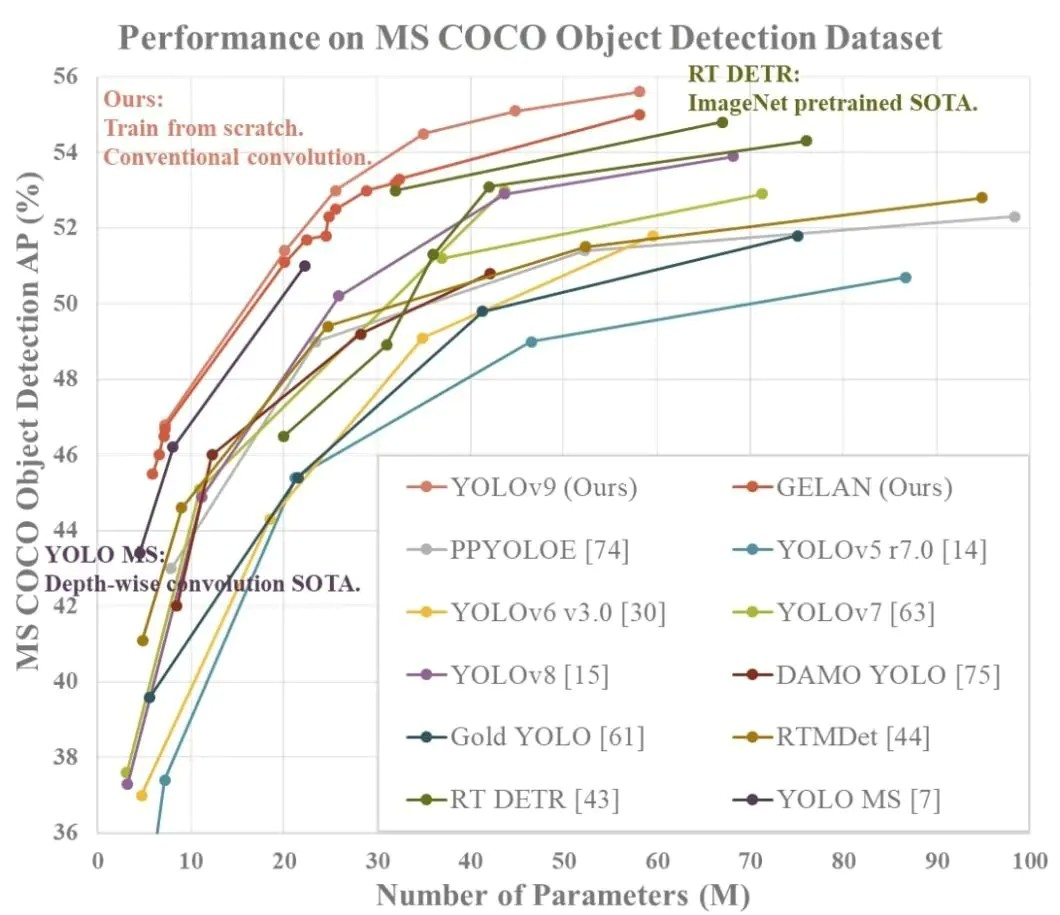 Performance on MS COCO Object Detection Dataset
MS COCO Object Detection AP (%)
56
54
52
50
48
46
44
42
40
38
36
Ours:
Train from scratch.
Conventional convolution.
RT DETR:
ImageNet pretrained SOTA.
YOLO MS:
Depth-wise convolution SOTA.
YOLOv9 (Ours) GELAN (Ours)
PPYOLOE [74] YOLOv5 r7.0 [14]
YOLOv6 v3.0 [30] YOLOv7 [63]
YOLOv8 [15] DAMO YOLO [75]
Gold YOLO [61] RTMDet [44]
RT DETR [43] YOLO MS [7]
0 10 20 30 40 50 60 70 80 90 100
Number of Parameters (M)